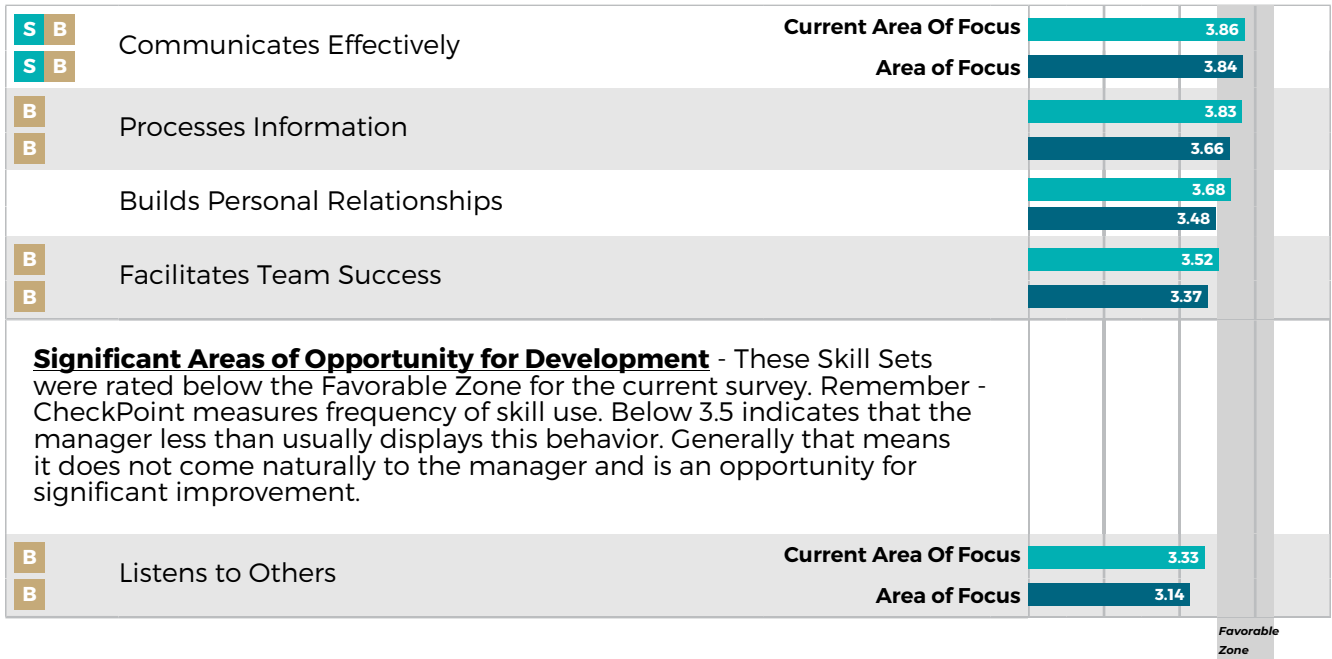 S B
Communicates Effectively
Current Area Of Focus
3.86
S B
Area of Focus
3.84
B
Processes Information
3.83
B
3.66
Builds Personal Relationships
3.68
3.48
B
Facilitates Team Success
3.52
B
3.37
Significant Areas of Opportunity for Development - These Skill Sets
were rated below the Favorable Zone for the current survey. Remember -
CheckPoint measures frequency of skill use. Below 3.5 indicates that the
manager less than usually displays this behavior. Generally that means
it does not come naturally to the manager and is an opportunity for
significant improvement.
B
Listens to Others
Current Area Of Focus
3.33
B
Area of Focus
3.14
Favorable
Zone